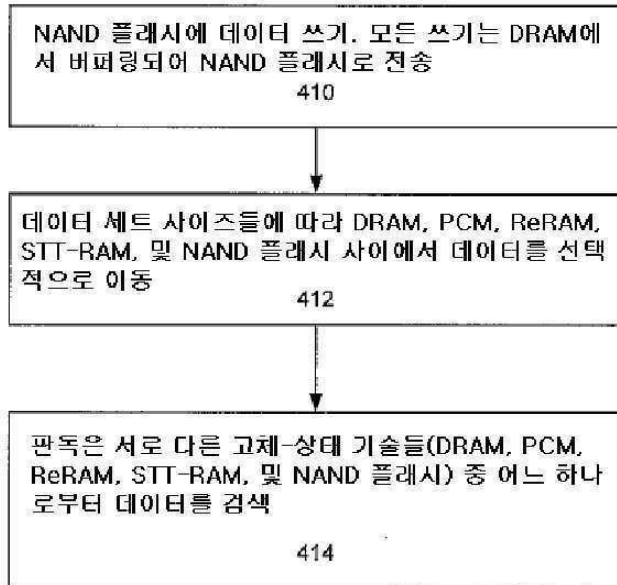 NAND 플래시에 데이터 쓰기. 모든 쓰기는 DRAM에
서 버퍼링되어 NAND 플래시로 전송
410
데이터 세트 사이즈들에 따라 DRAM, PCM, ReRAM,
STT-RAM, 및 NAND 플래시 사이에서 데이터를 선택
적으로 이동
412
판독은 서로 다른 고체-상태 기술들(DRAM, PCM,
ReRAM, STT-RAM, 및 NAND 플래시) 중 어느 하나
로부터 데이터를 검색
414